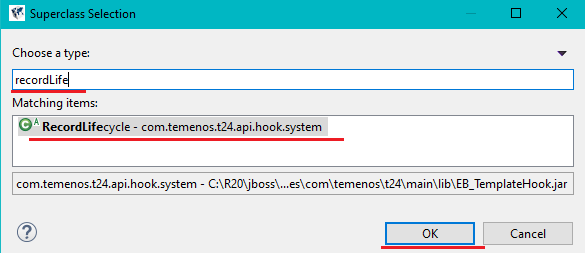 Superclass Selection
Choose a type:
recordLife
Matching items:
C A RecordLifecycle - com.temenos.t24.api.hook.system
com.temenos.t24.api.hook.system - C:\R20\jboss\...es\com\temenos\t24\main\lib\EB_TemplateHook.jar
? OK Cancel